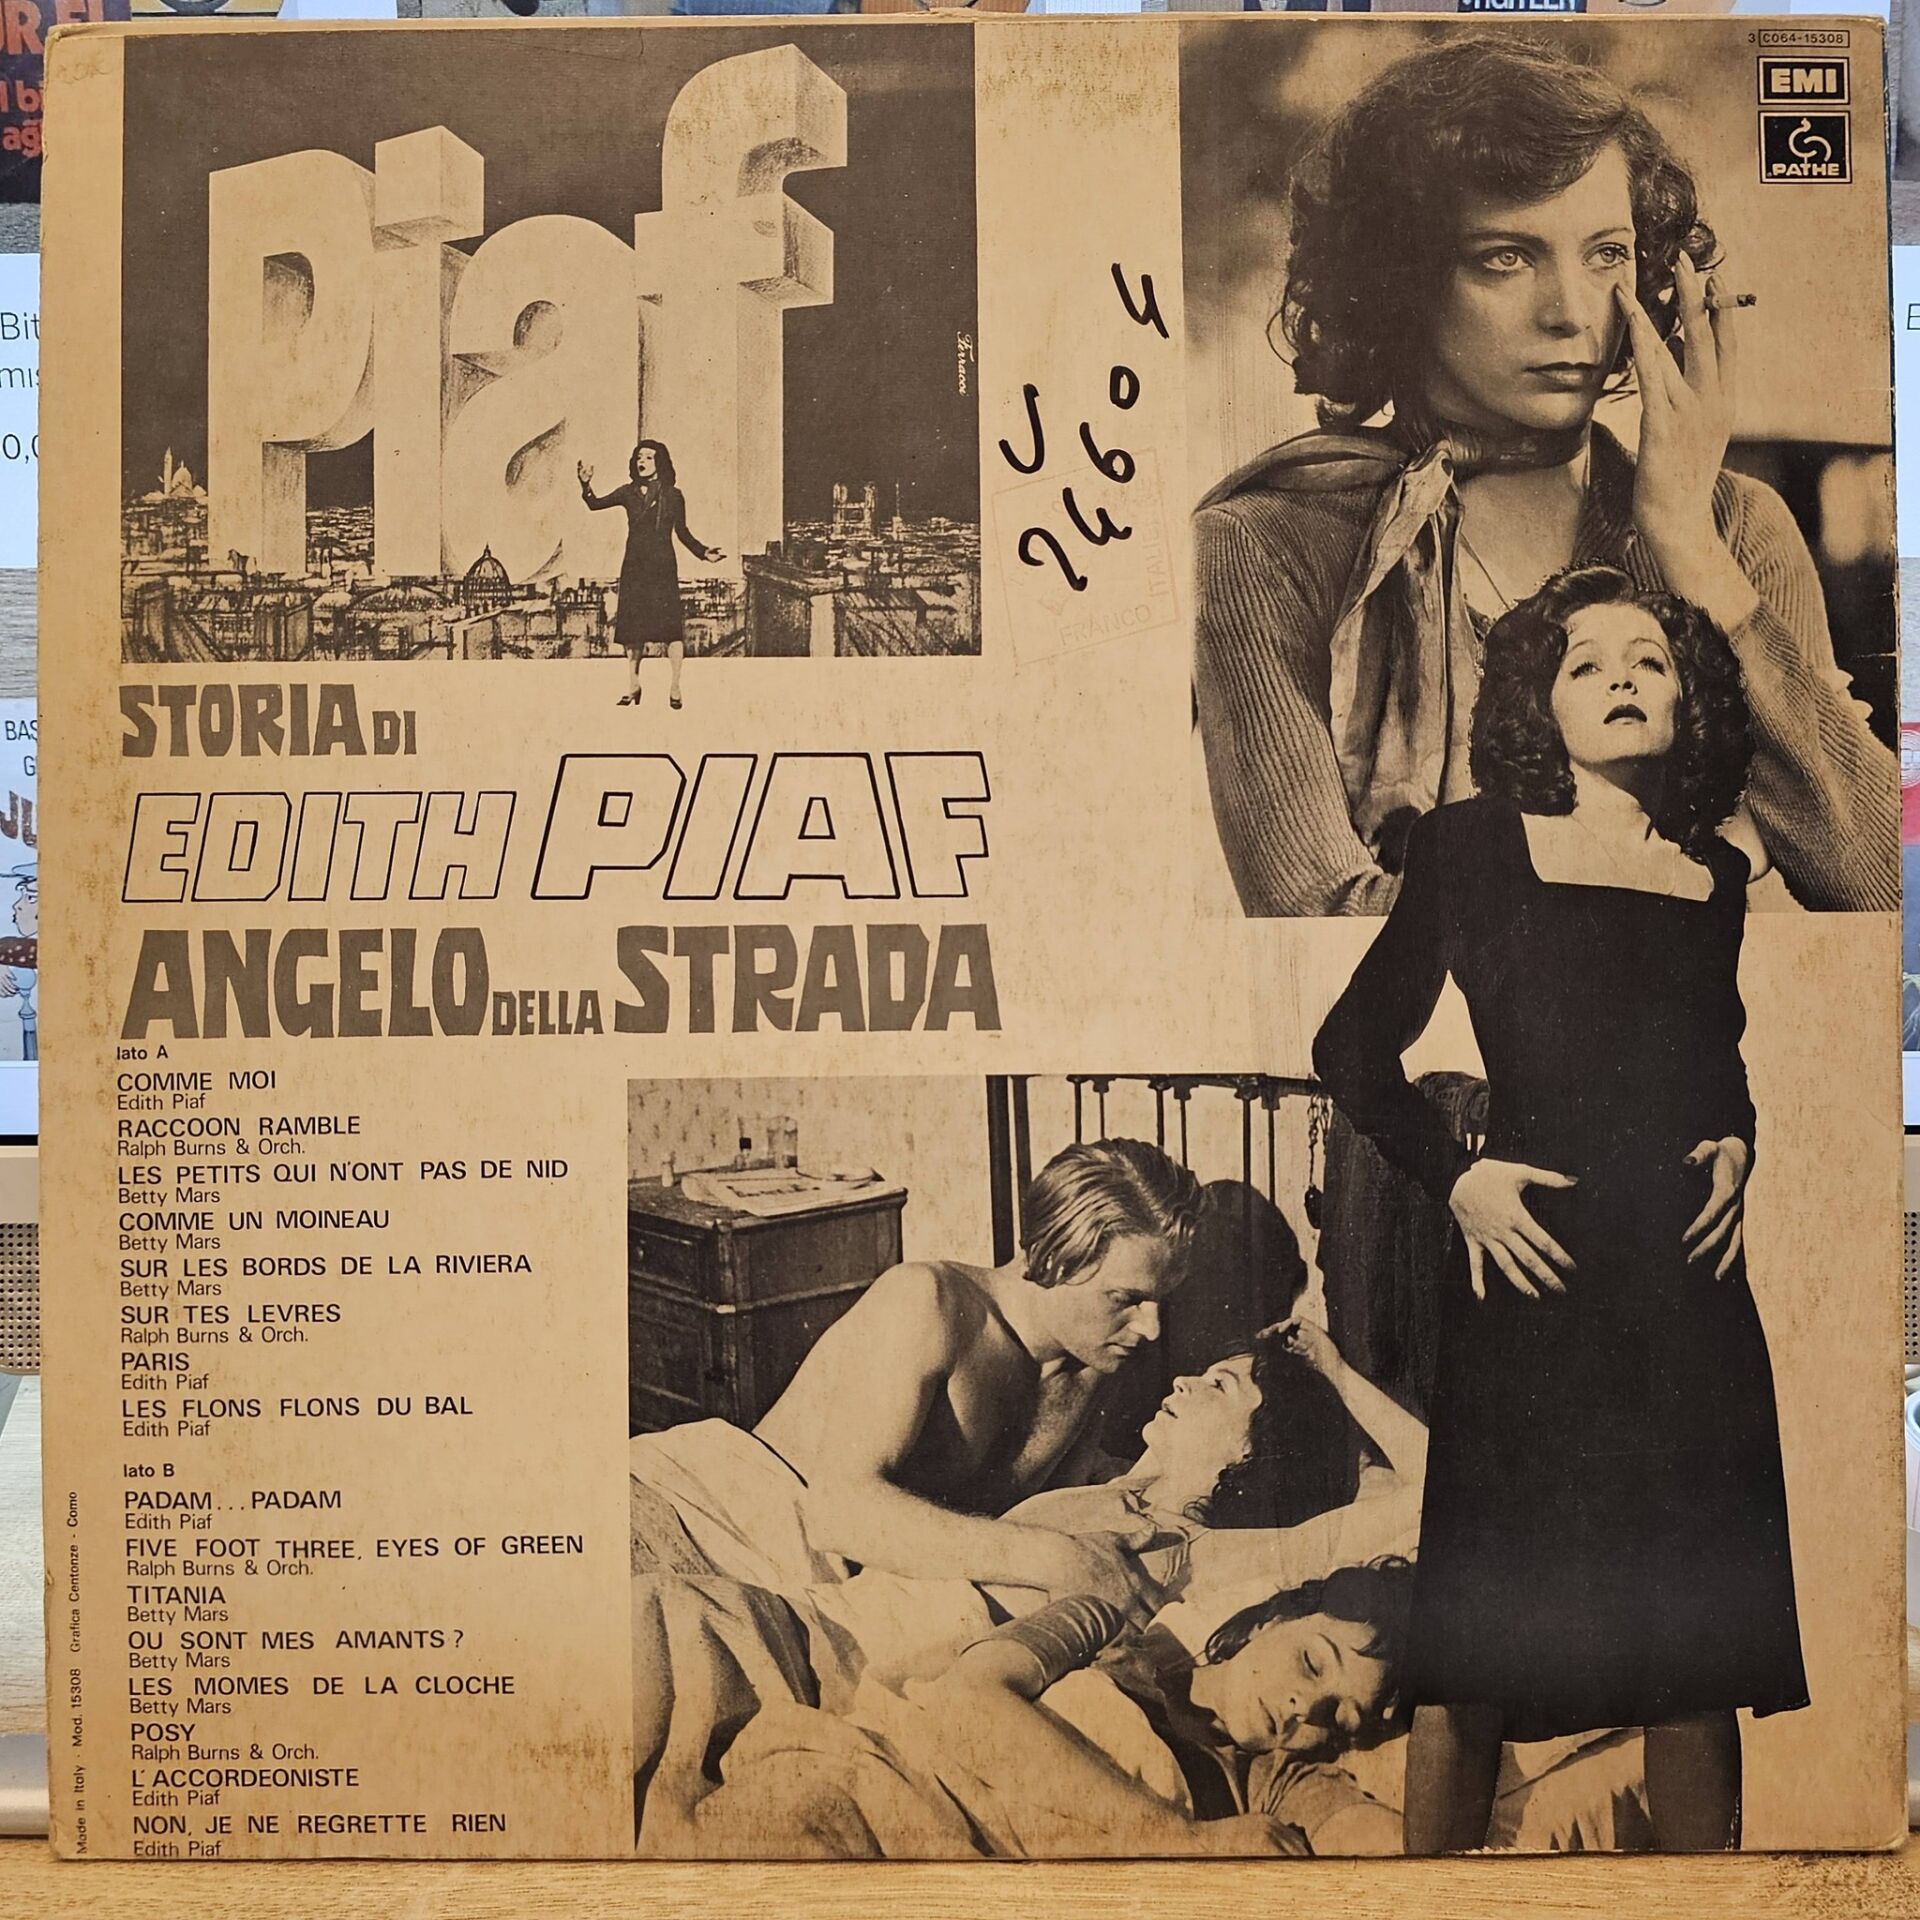 3 C064-15308
EMI
PATHE
Piaf
Ferracci
U
24604
FRANCO
STORIA DI
EDITH PIAF
ANGELO DELLA STRADA
lato A
COMME MOI
Edith Piaf
RACCOON RAMBLE
Ralph Burns & Orch.
LES PETITS QUI N'ONT PAS DE NID
Betty Mars
COMME UN MOINEAU
Betty Mars
SUR LES BORDS DE LA RIVIERA
Betty Mars
SUR TES LEVRES
Ralph Burns & Orch.
PARIS
Edith Piaf
LES FLONS FLONS DU BAL
Edith Piaf
lato B
PADAM...PADAM
Edith Piaf
FIVE FOOT THREE, EYES OF GREEN
Ralph Burns & Orch.
TITANIA
Betty Mars
OU SONT MES AMANTS?
Betty Mars
LES MOMES DE LA CLOCHE
Betty Mars
POSY
Ralph Burns & Orch.
L'ACCORDEONISTE
Edith Piaf
NON, JE NE REGRETTE RIEN
Edith Piaf
Made in Italy - Mod. 15308 Grafica Centonze - Como